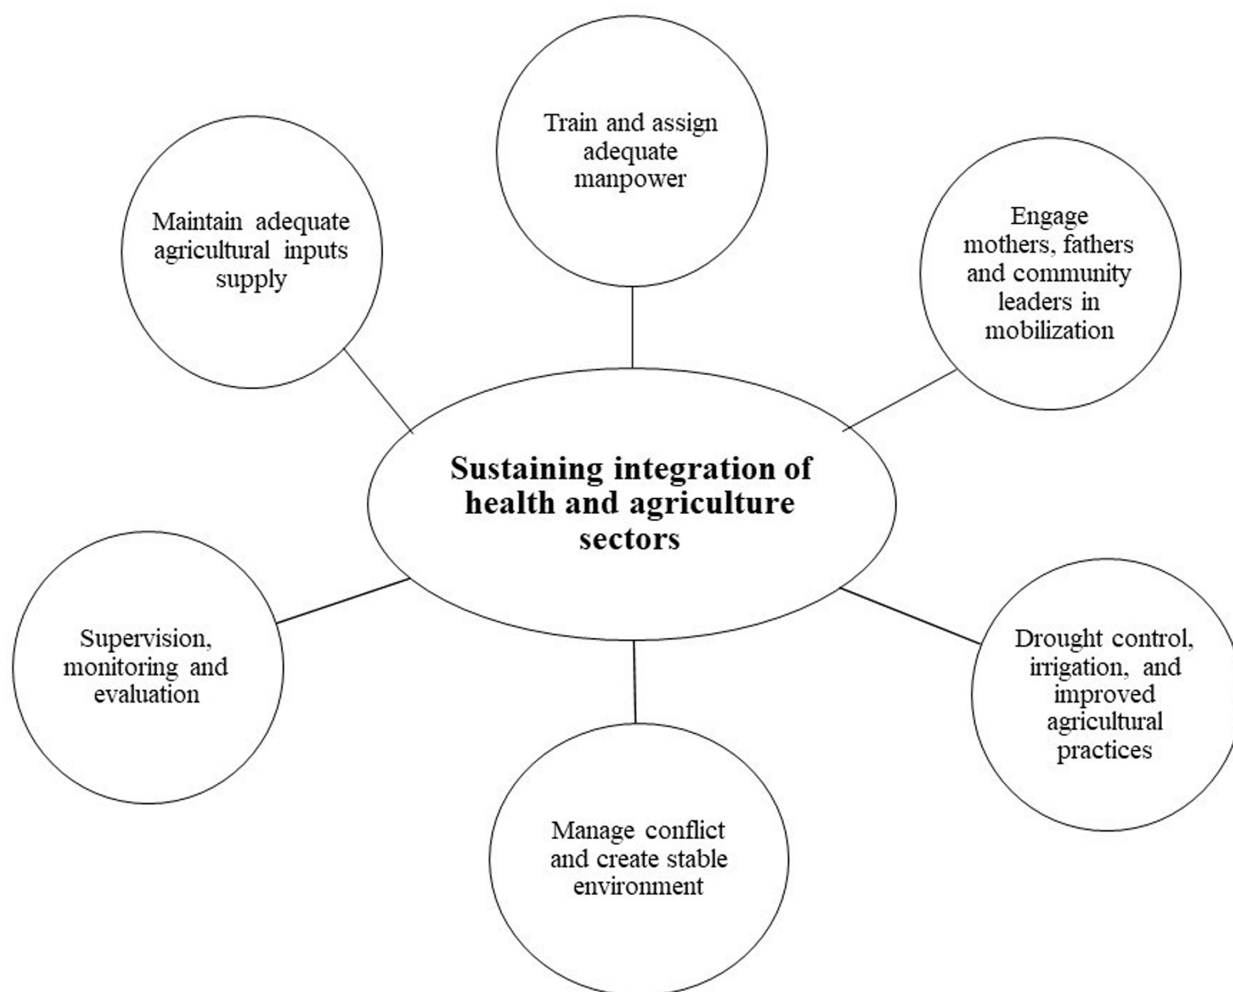 Train and assign
adequate
manpower
Maintain adequate
agricultural inputs
supply
Engage
mothers, fathers
and community
leaders in
mobilization
Sustaining integration of
health and agriculture
sectors
Supervision,
monitoring and
evaluation
Drought control,
irrigation, and
improved
agricultural
practices
Manage conflict
and create stable
environment